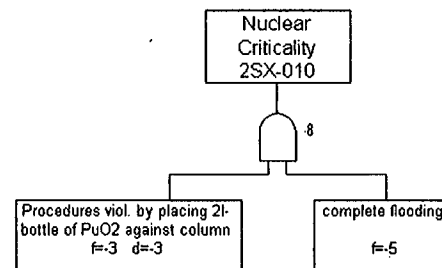 Nuclear
Criticality
2SX-010
-8
Procedures viol. by placing 2l-
bottle of PuO2 against column
f=-3 d=-3
complete flooding
f=-5